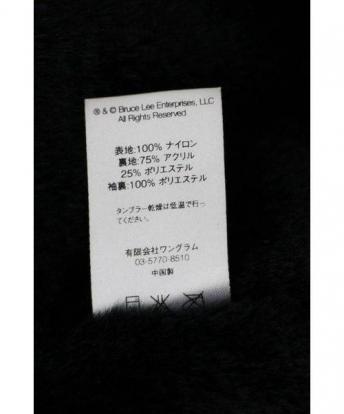 ® & © Bruce Lee Enterprises, LLC
All Rights Reserved.
表地:100% ナイロン
裏地:75% アクリル
25% ポリエステル
袖裏:100% ポリエステル
タンブラー乾燥は低温で行っ
てください。
有限会社ワングラム
03-5770-8510
中国製